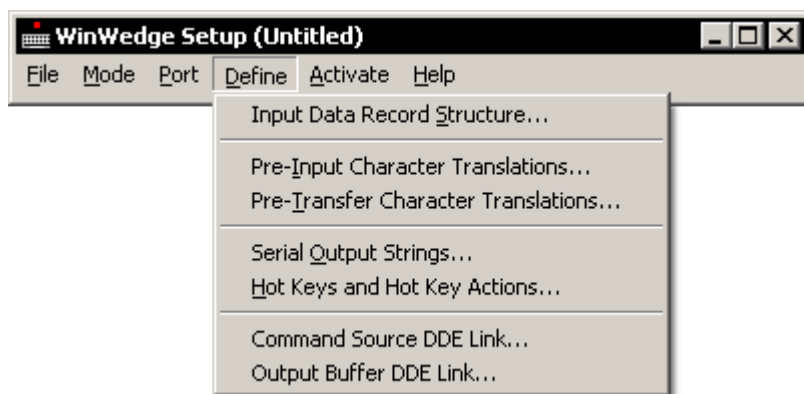 WinWedge Setup (Untitled)
File Mode Port Define Activate Help
Input Data Record Structure...
Pre-Input Character Translations...
Pre-Transfer Character Translations...
Serial Output Strings...
Hot Keys and Hot Key Actions...
Command Source DDE Link...
Output Buffer DDE Link...